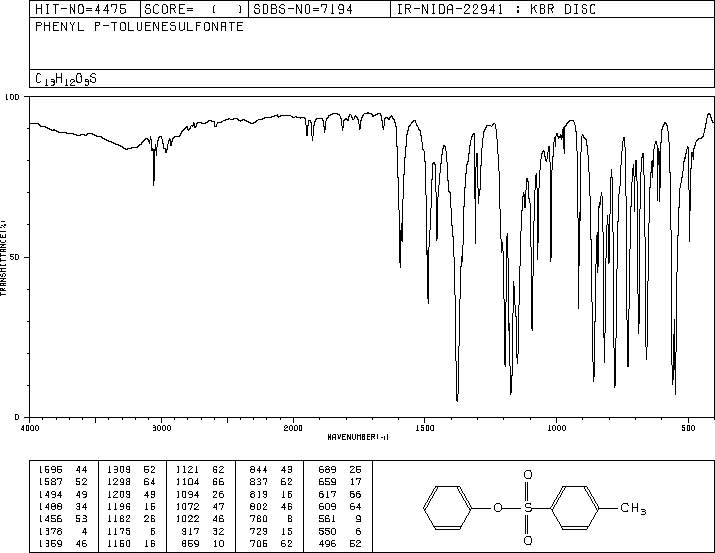 HIT-NO=4475 SCORE= ( ) SDBS-NO=7194 IR-NIDA-22941 : KBR DISC
PHENYL P-TOLUENESULFONATE
C13H12O3S
100
TRANSMITTANCE(%)
50
0
4000 3000 2000 1500 1000 500
WAVENUMBER(-1)
1595 44 1309 52 1121 62 844 43 689 25
1587 52 1298 64 1104 66 837 62 659 17
1494 49 1209 49 1094 26 819 16 617 66
1488 34 1196 16 1072 47 802 46 609 64
1456 53 1182 26 1022 46 780 8 561 9
1378 4 1175 6 917 32 729 15 550 6
1359 46 1150 16 859 10 706 62 496 52
O
O S CH3
O